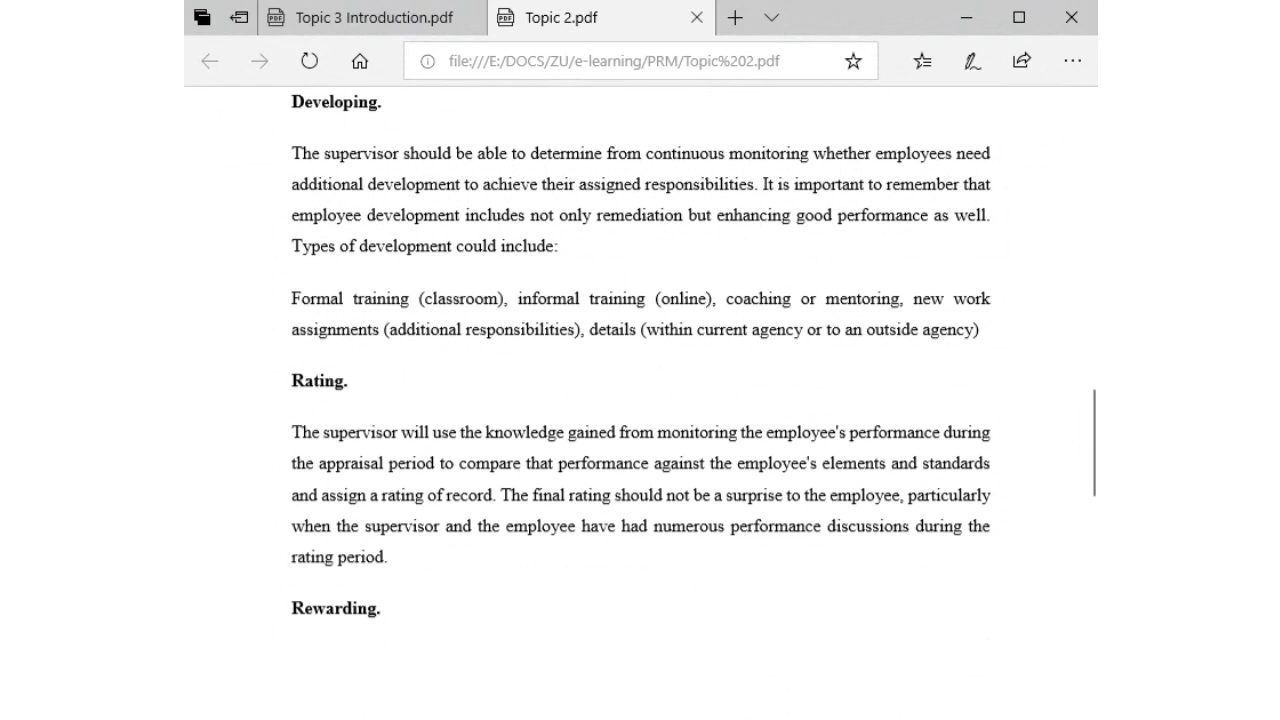 Topic 3 Introduction.pdf
Topic 2.pdf
file:///E:/DOCS/ZU/e-learning/PRM/Topic%202.pdf
Developing.
The supervisor should be able to determine from continuous monitoring whether employees need
additional development to achieve their assigned responsibilities. It is important to remember that
employee development includes not only remediation but enhancing good performance as well.
Types of development could include:
Formal training (classroom), informal training (online), coaching or mentoring, new work
assignments (additional responsibilities), details (within current agency or to an outside agency)
Rating.
The supervisor will use the knowledge gained from monitoring the employee's performance during
the appraisal period to compare that performance against the employee's elements and standards
and assign a rating of record. The final rating should not be a surprise to the employee, particularly
when the supervisor and the employee have had numerous performance discussions during the
rating period.
Rewarding.